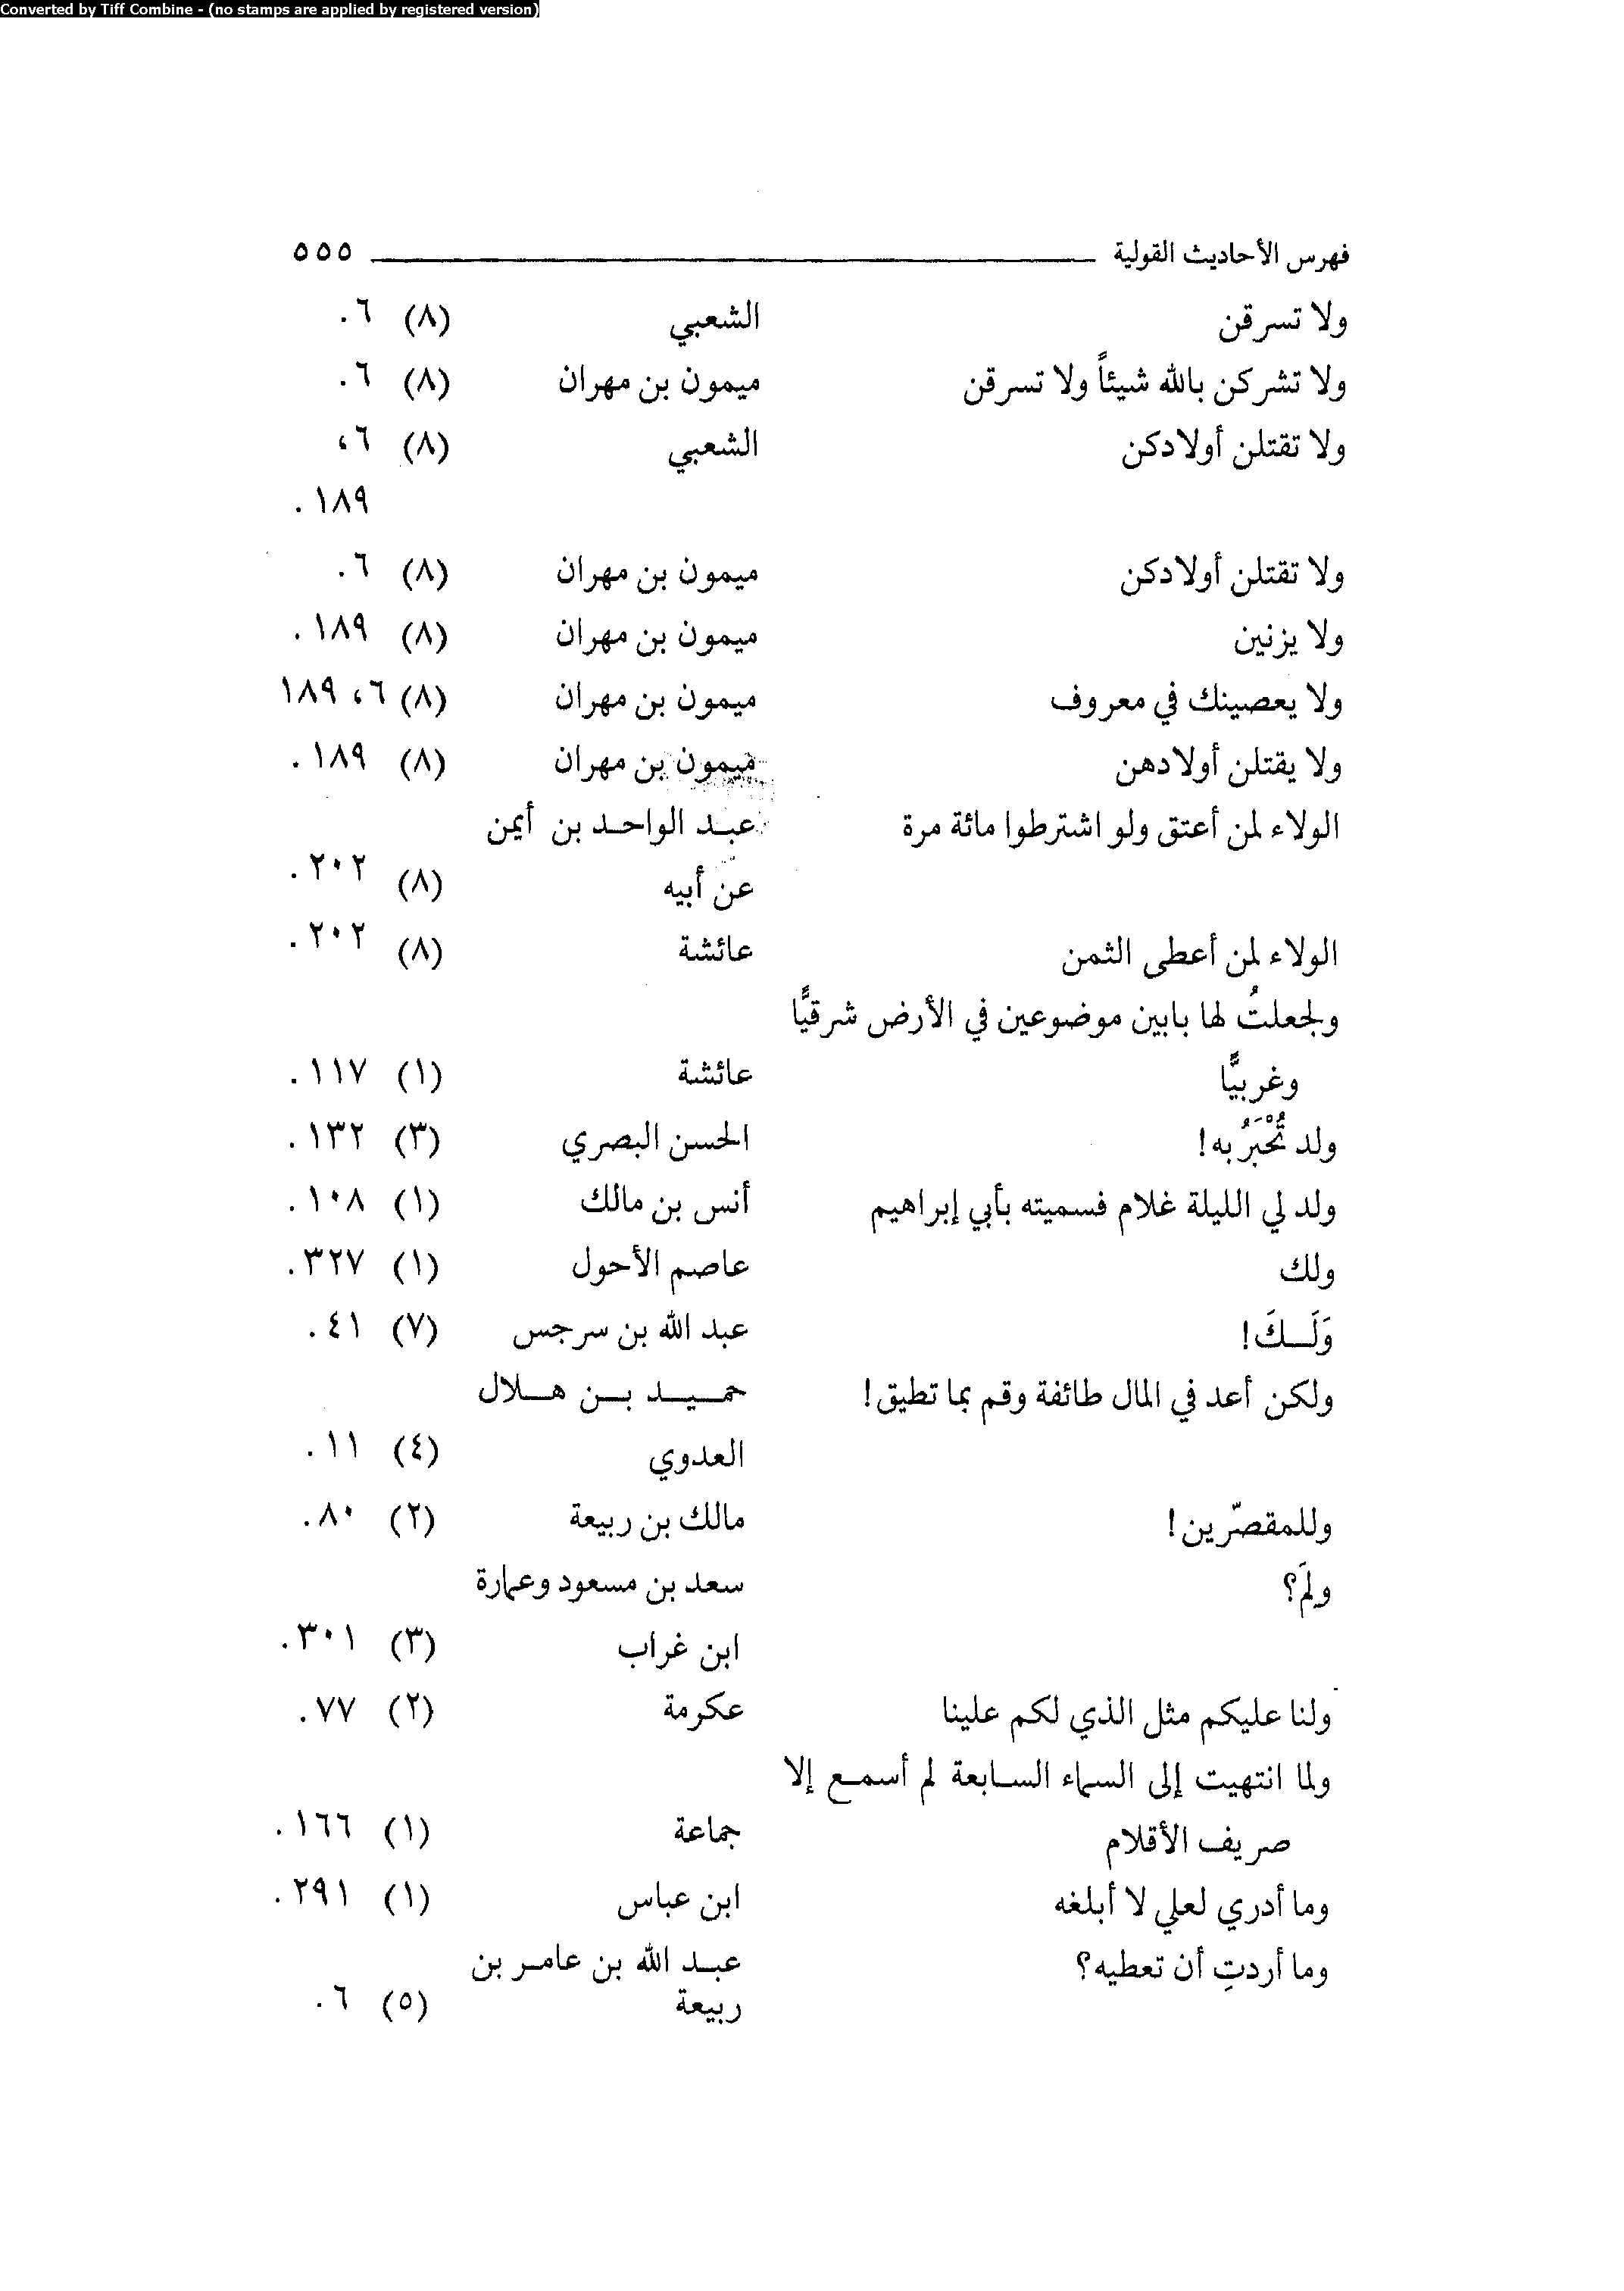 Converted by Tiff Combine - (no stamps are applied by registered version)
فهرس الأحاديث القولية ٥٥٥
ولا تسرقن الشعبي (٨) ٦.
ولا تشركن بالله شيئاً ولا تسرقن ميمون بن مهران (٨) ٦.
ولا تقتلن أولادكن الشعبي (٨) ٦،
١٨٩.
ولا تقتلن أولادكن ميمون بن مهران (٨) ٦.
ولا يزنين ميمون بن مهران (٨) ١٨٩.
ولا يعصينك في معروف ميمون بن مهران (٨) ٦، ١٨٩
ولا يقتلن أولادهن ميمون بن مهران (٨) ١٨٩.
الولاء لمن أعتق ولو اشترطوا مائة مرة عبد الواحد بن أيمن
عن أبيه (٨) ٢٠٢.
الولاء لمن أعطى الثمن عائشة (٨) ٢٠٢.
ولجعلتُ لها بابين موضوعين في الأرض شرقيًّا
وغربيًّا عائشة (١) ١١٧.
ولد تُحْبَرُ به! الحسن البصري (٣) ١٣٢.
ولد لي الليلة غلام فسميته بأبي إبراهيم أنس بن مالك (١) ١٠٨.
ولك عاصم الأحول (١) ٣٢٧.
وَلَـكَ! عبد الله بن سرجس (٧) ٤١.
ولكن أعد في المال طائفة وقم بما تطيق! حميد بن هلال
العدوي (٤) ١١.
وللمقصّرين! مالك بن ربيعة (٢) ٨٠.
ولمَ؟ سعد بن مسعود وعمارة
ابن غراب (٣) ٣٠١.
ولنا عليكم مثل الذي لكم علينا عكرمة (٢) ٧٧.
ولما انتهيت إلى السماء السابعة لم أسمع إلا
صريف الأقلام جماعة (١) ١٦٦.
وما أدري لعلي لا أبلغه ابن عباس (١) ٢٩١.
وما أردتِ أن تعطيه؟ عبد الله بن عامر بن
ربيعة (٥) ٦.